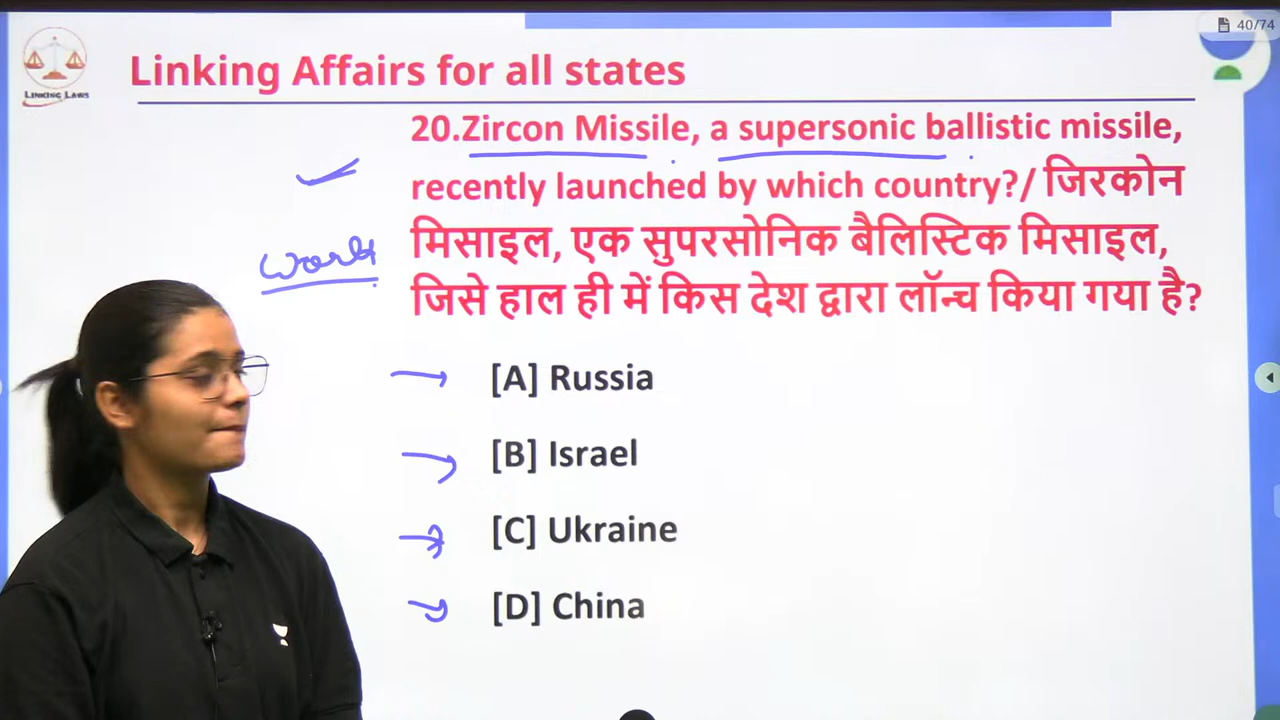 40/74
LINKING LAWS
Linking Affairs for all states
20.Zircon Missile, a supersonic ballistic missile,
recently launched by which country?/ जिरकोन
मिसाइल, एक सुपरसोनिक बैलिस्टिक मिसाइल,
जिसे हाल ही में किस देश द्वारा लॉन्च किया गया है?
[A] Russia
[B] Israel
[C] Ukraine
[D] China